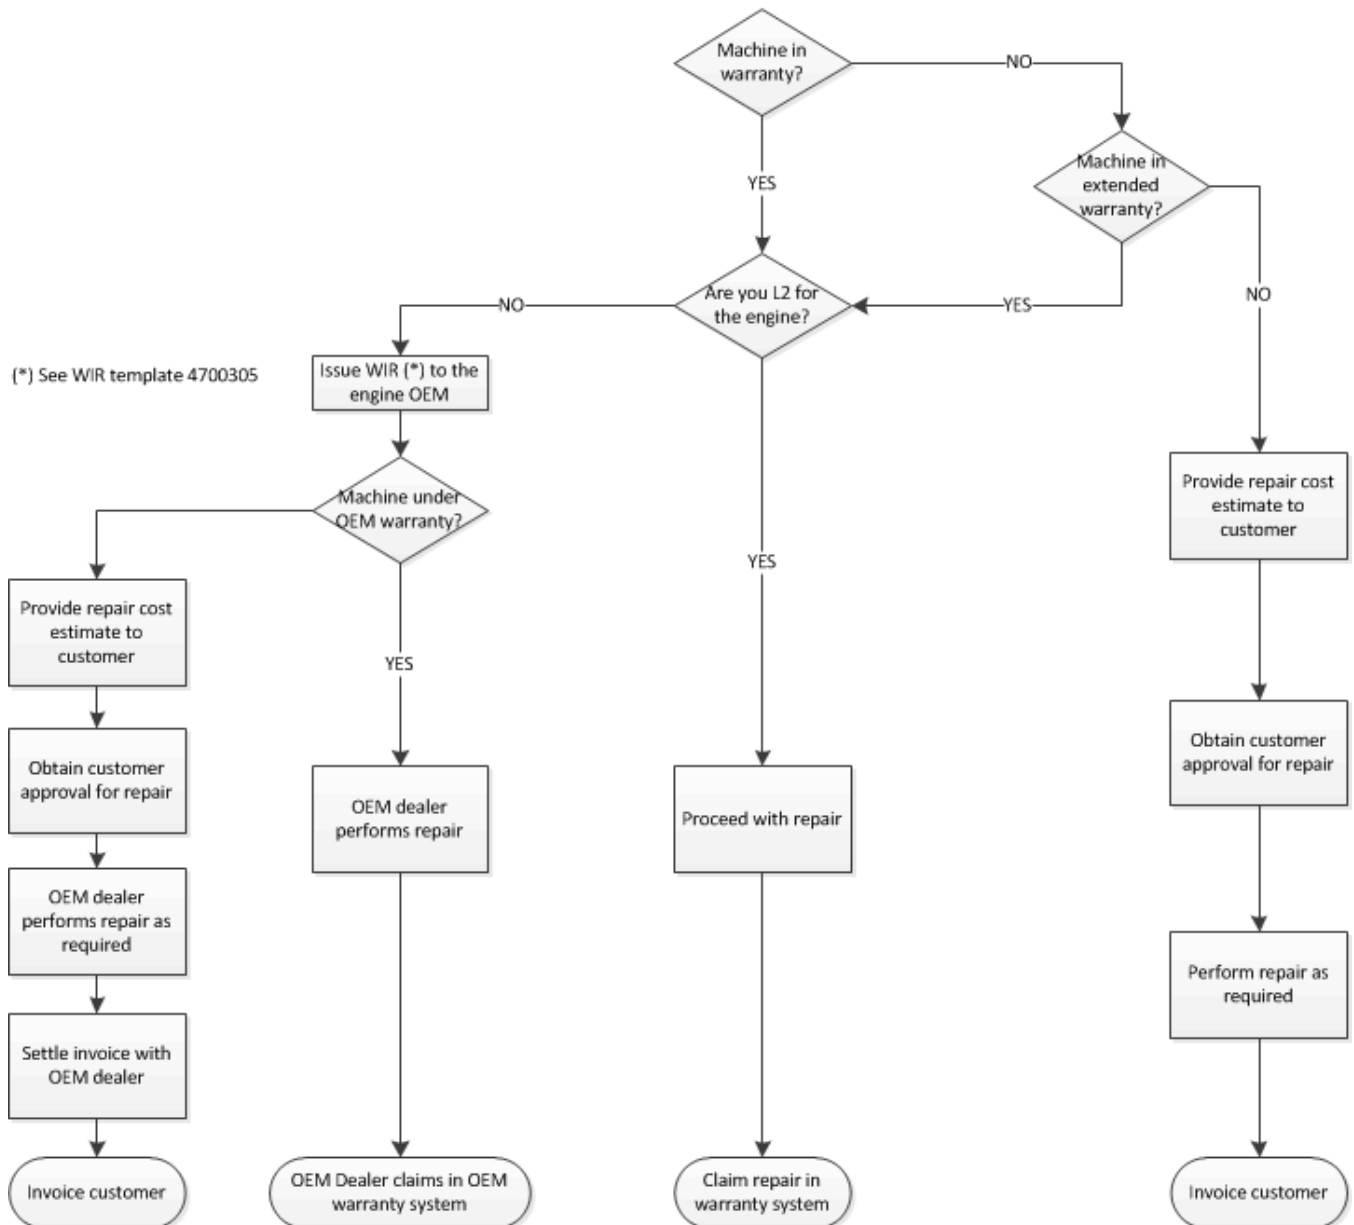 Machine in
warranty?
NO
Machine in
extended
warranty?
YES
Are you L2 for
the engine?
NO
YES
NO
(*) See WIR template 4700305
Issue WIR (*) to the
engine OEM
Machine under
OEM warranty?
Provide repair cost
estimate to
customer
YES
Provide repair cost
estimate to
customer
YES
Obtain customer
approval for repair
OEM dealer
performs repair
Proceed with repair
Obtain customer
approval for repair
OEM dealer
performs repair as
required
Perform repair as
required
Settle invoice with
OEM dealer
Invoice customer
OEM Dealer claims in OEM
warranty system
Claim repair in
warranty system
Invoice customer